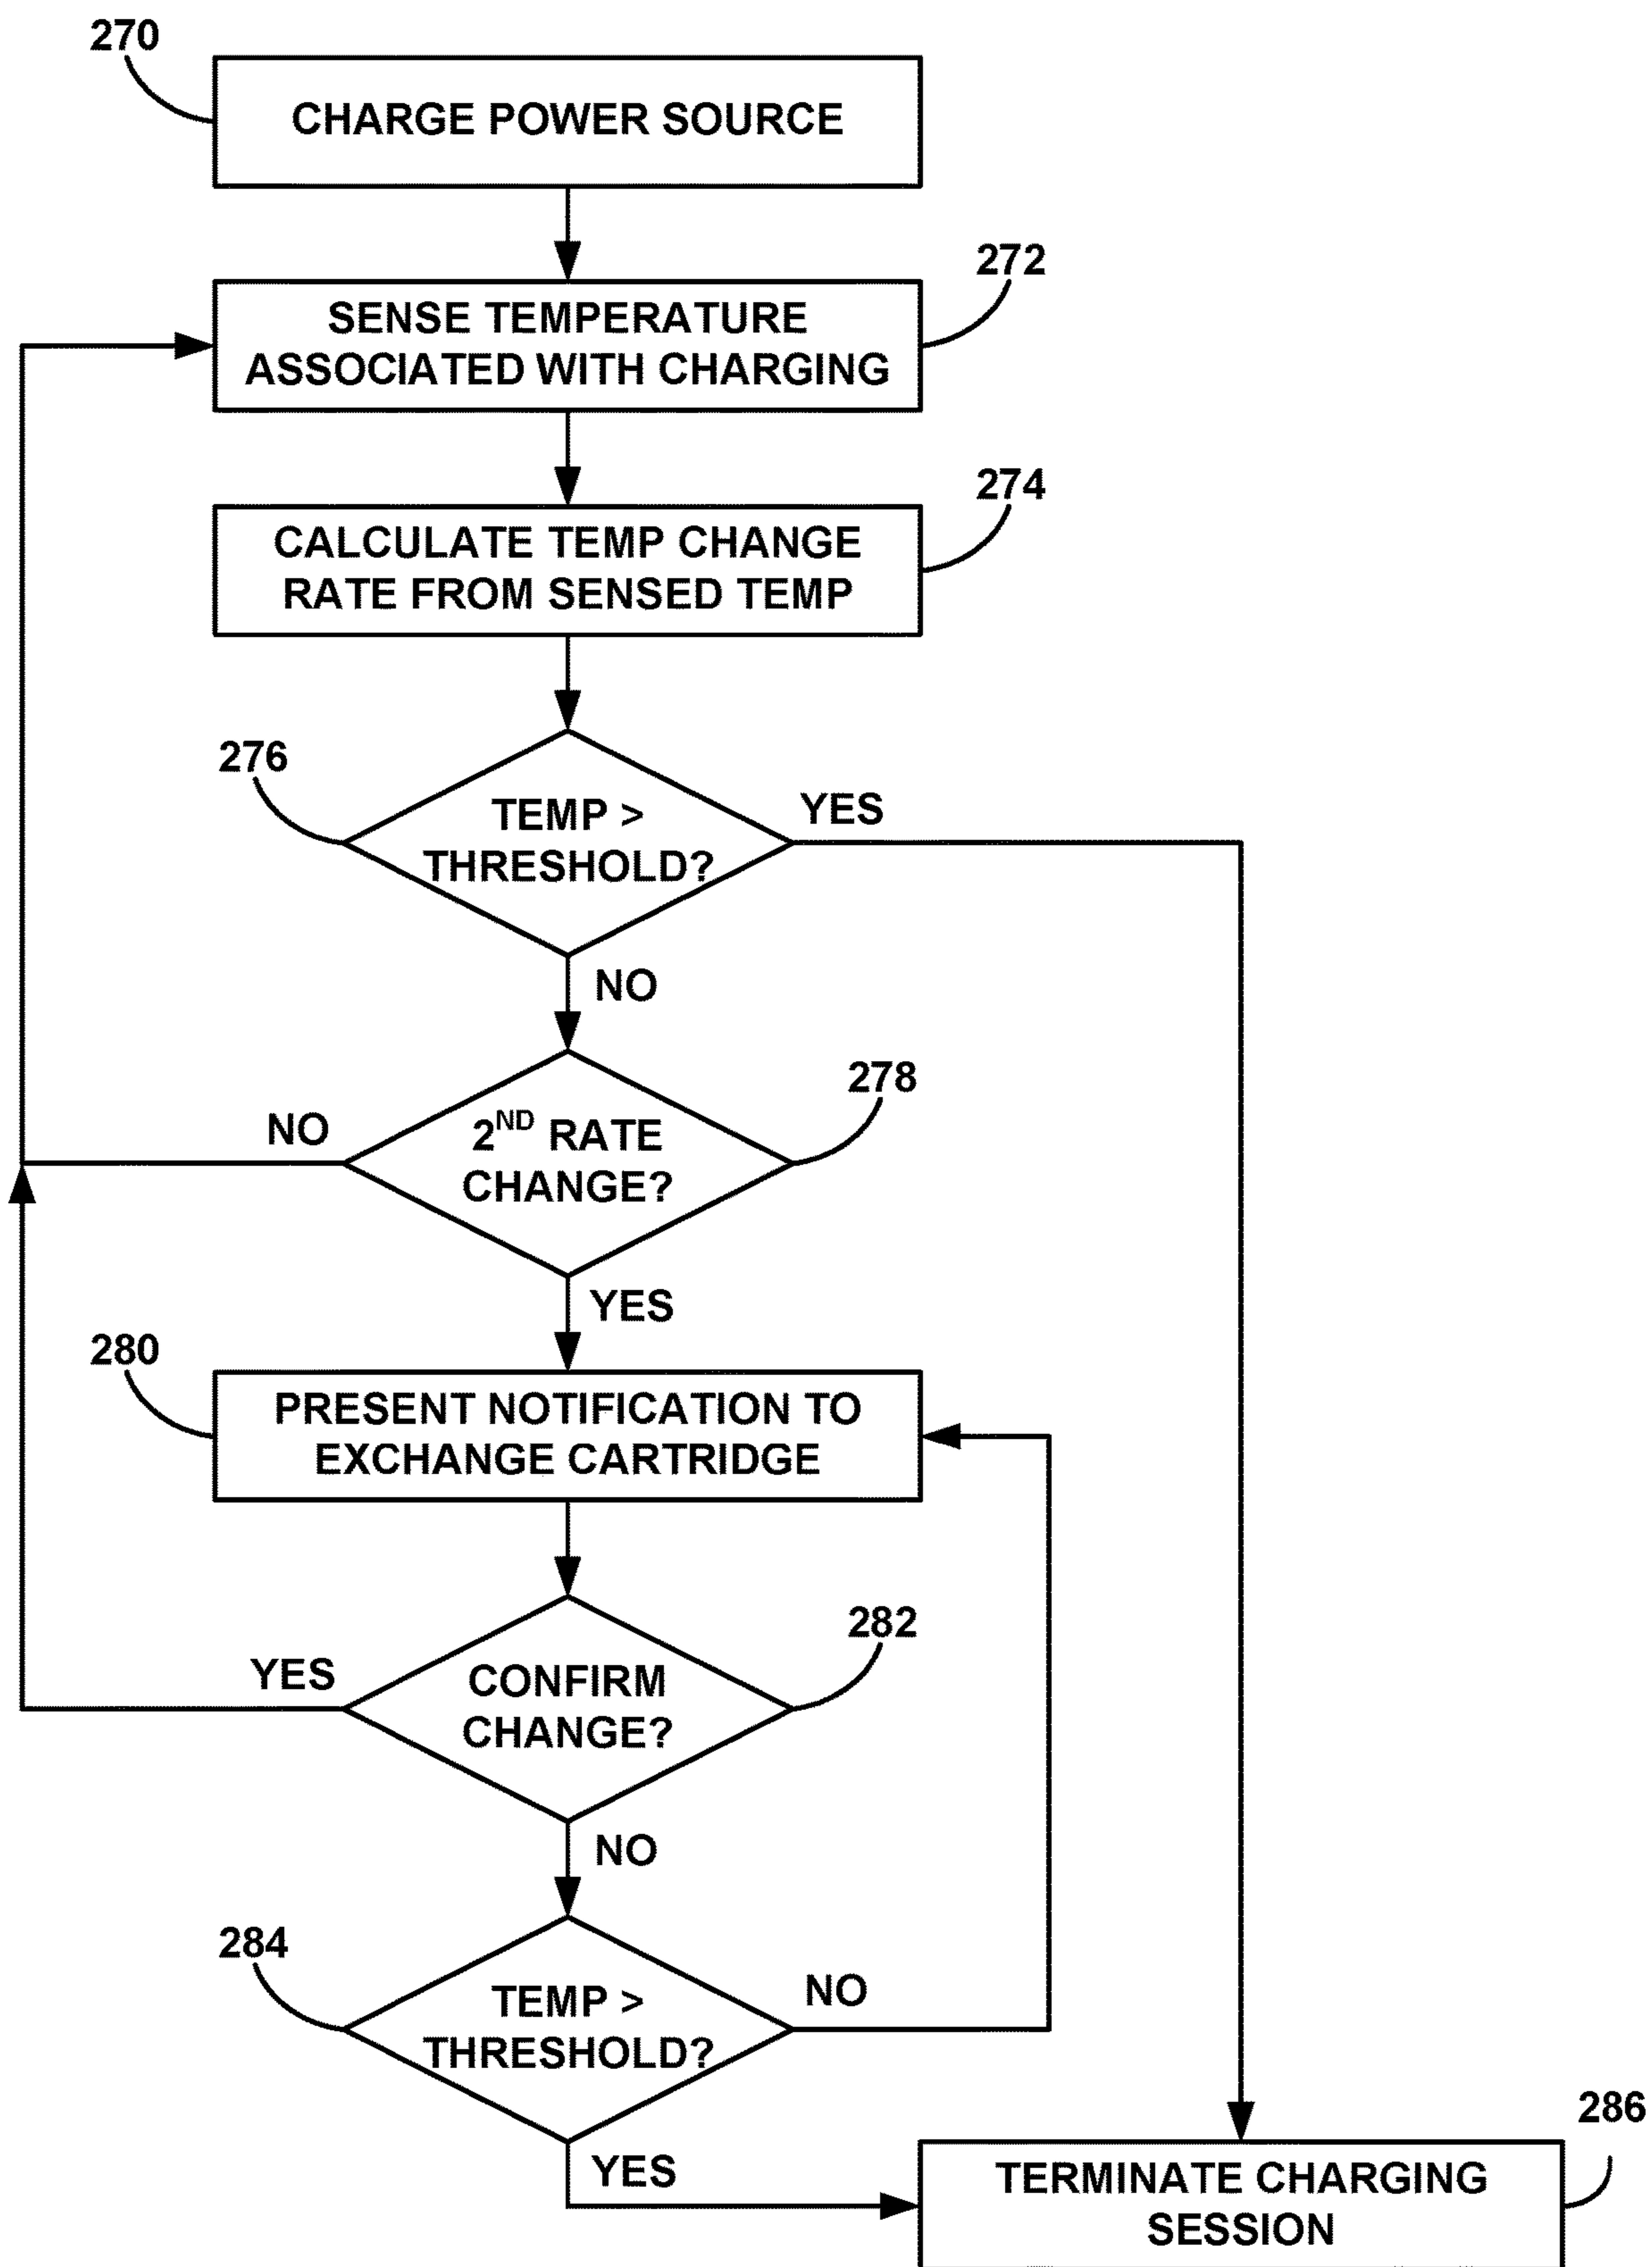 270
CHARGE POWER SOURCE
272
SENSE TEMPERATURE
ASSOCIATED WITH CHARGING
274
CALCULATE TEMP CHANGE
RATE FROM SENSED TEMP
276
TEMP >
THRESHOLD?
YES
NO
278
2ND RATE
CHANGE?
NO
YES
280
PRESENT NOTIFICATION TO
EXCHANGE CARTRIDGE
282
CONFIRM
CHANGE?
YES
NO
284
TEMP >
THRESHOLD?
NO
YES
286
TERMINATE CHARGING
SESSION